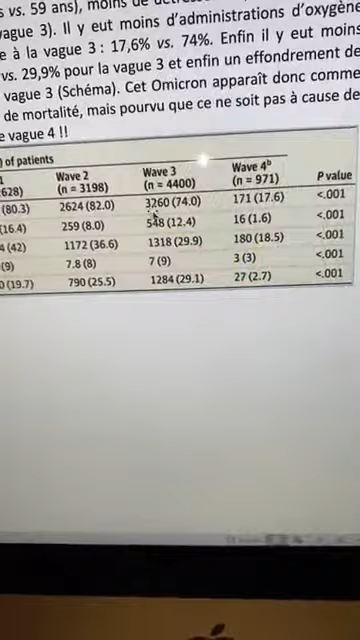 vs. 59 ans), moins de
vague 3). Il y eut moins d'administrations d'oxygène
e à la vague 3 : 17,6% vs. 74%. Enfin il y eut moins
vs. 29,9% pour la vague 3 et enfin un effondrement de
vague 3 (Schéma). Cet Omicron apparaît donc comme
de mortalité, mais pourvu que ce ne soit pas à cause de
e vague 4 !!
) of patients
Wave 2 Wave 3 Wave 4b P value
628) (n = 3198) (n = 4400) (n = 971)
(80.3) 2624 (82.0) 3260 (74.0) 171 (17.6) <.001
(16.4) 259 (8.0) 548 (12.4) 16 (1.6) <.001
4 (42) 1172 (36.6) 1318 (29.9) 180 (18.5) <.001
(9) 7.8 (8) 7 (9) 3 (3) <.001
0 (19.7) 790 (25.5) 1284 (29.1) 27 (2.7) <.001